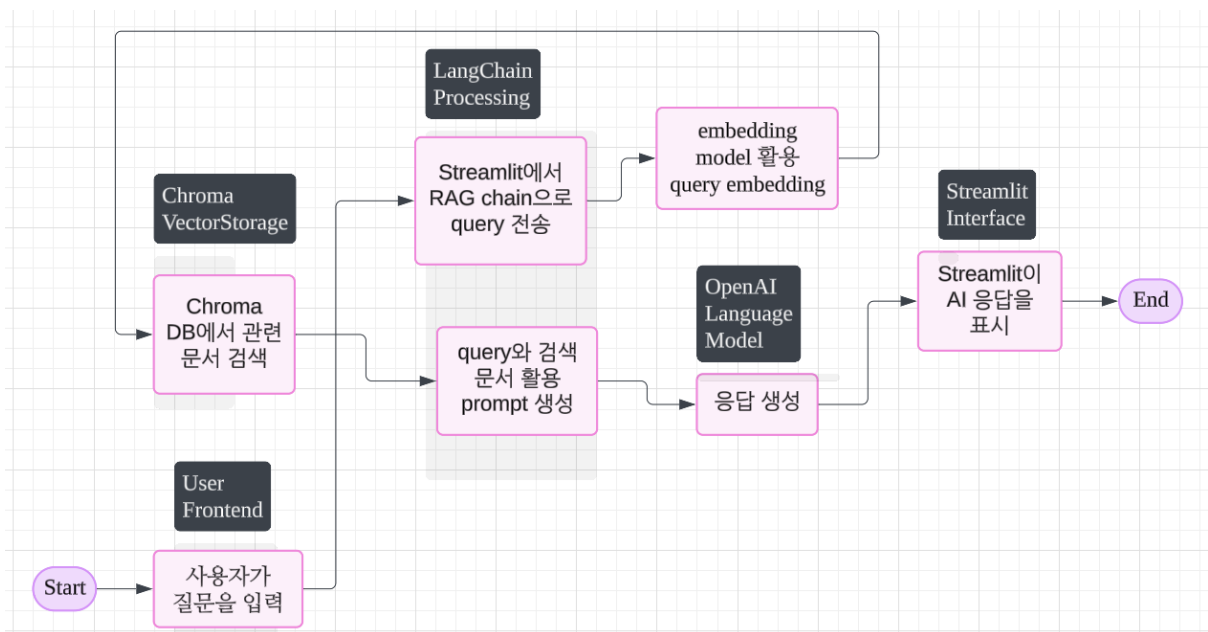 LangChain
Processing
embedding
model 활용
query embedding
Streamlit에서
RAG chain으로
query 전송
Chroma
VectorStorage
Streamlit
Interface
Chroma
DB에서 관련
문서 검색
OpenAI
Language
Model
Streamlit이
AI 응답을
표시
End
query와 검색
문서 활용
prompt 생성
응답 생성
User
Frontend
Start
사용자가
질문을 입력